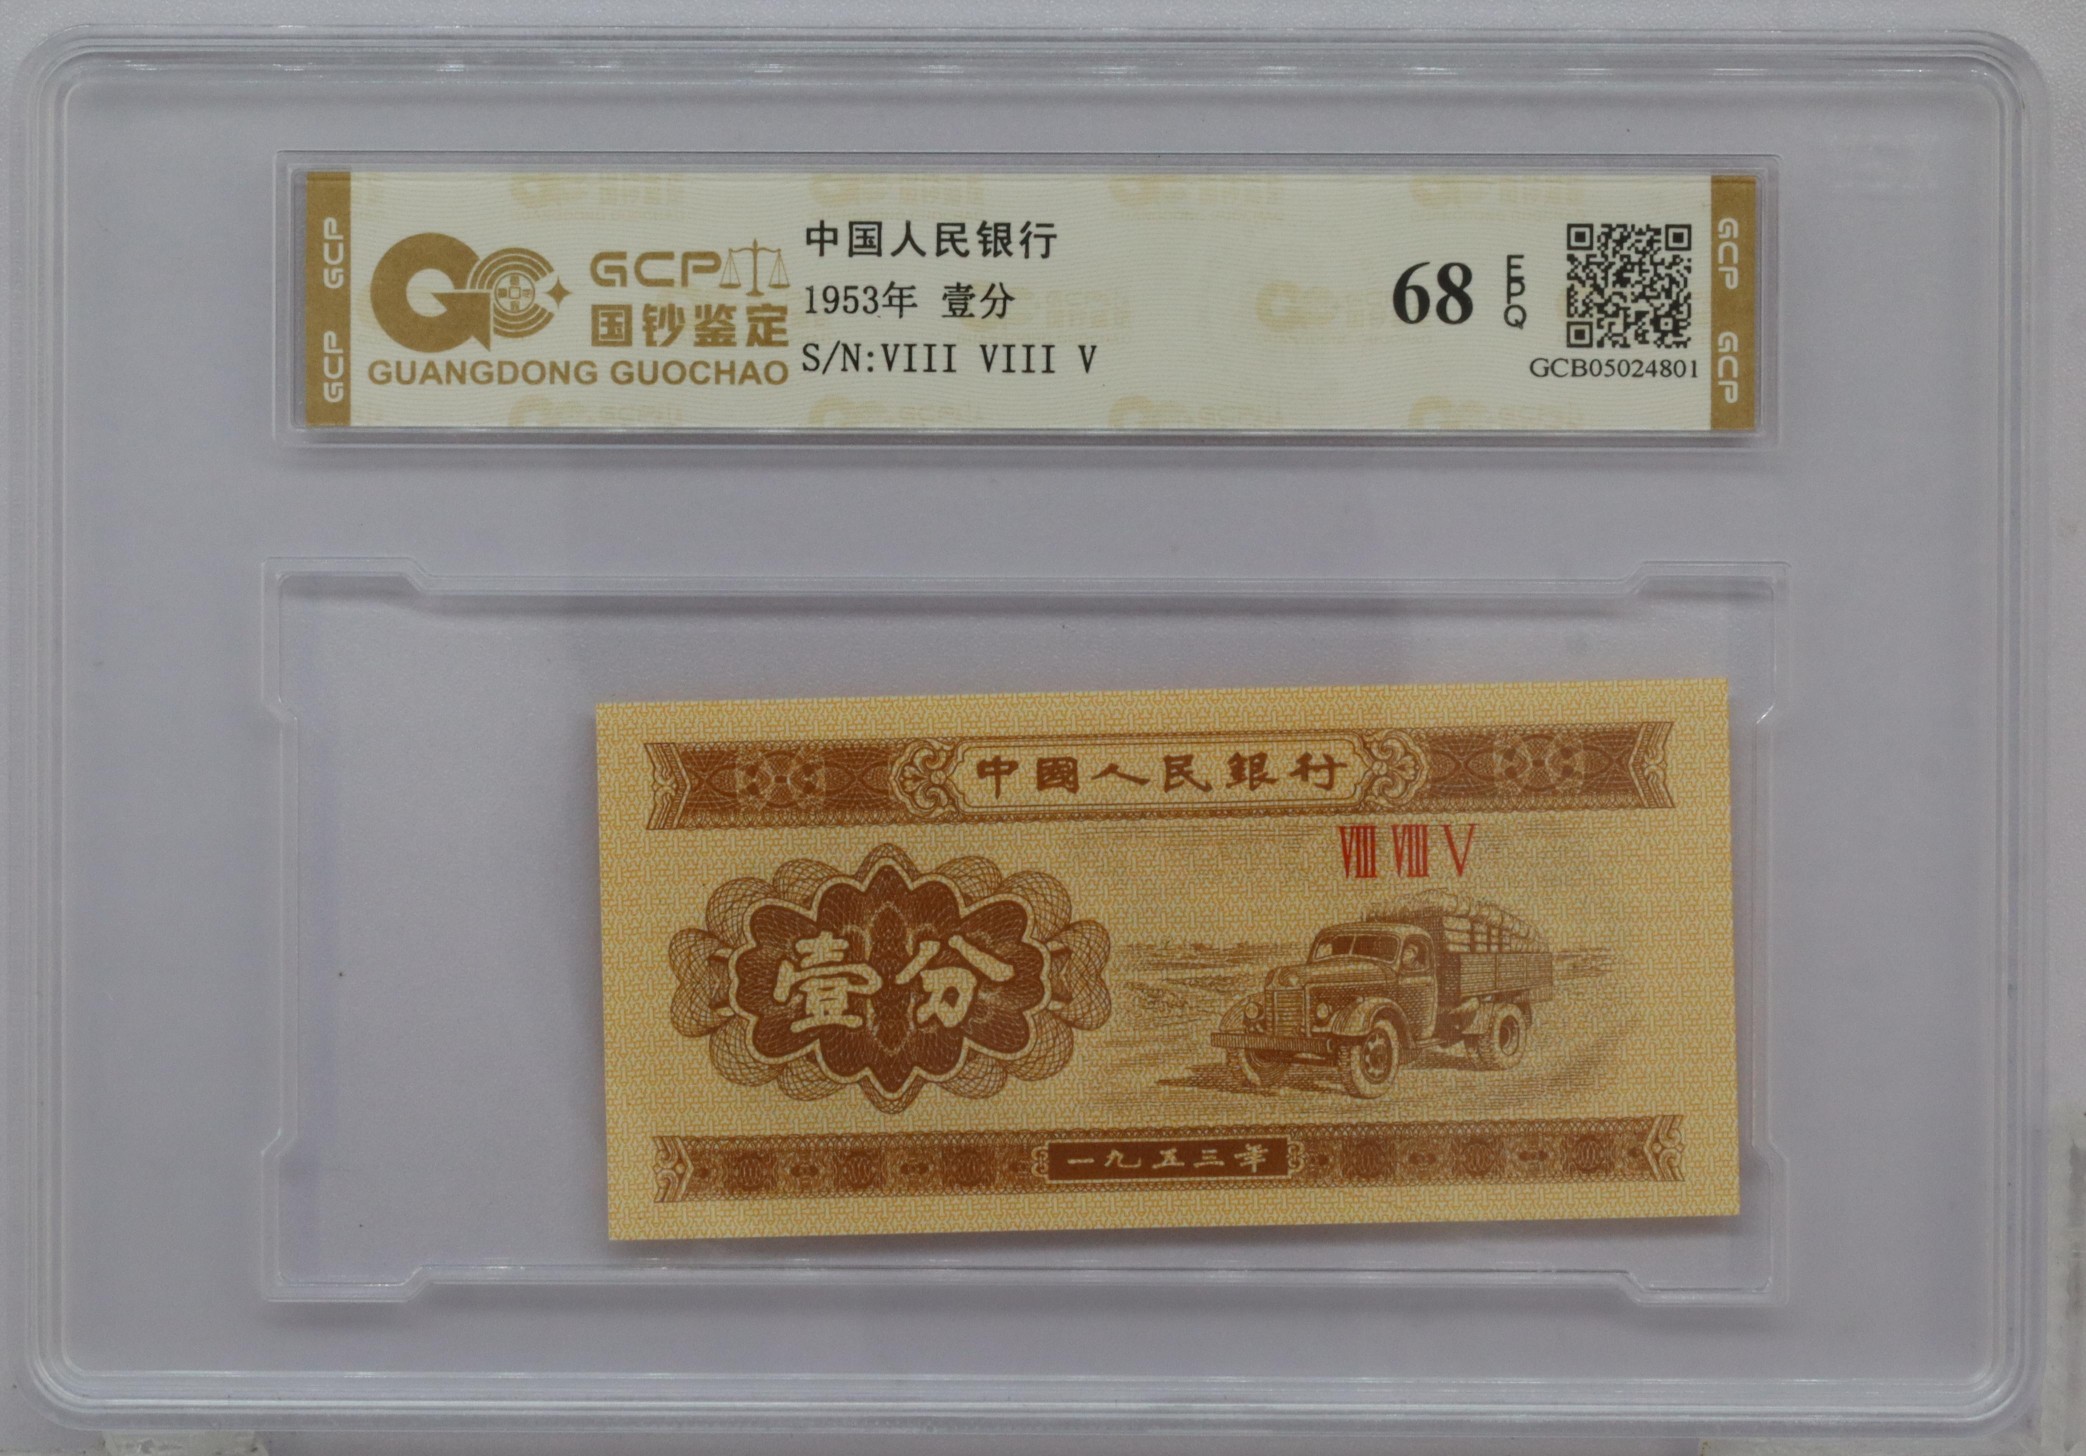 GCP
GCP
GCP
国钞鉴定
GUANGDONG GUOCHAO
中国人民银行
1953年 壹分
S/N:VIII VIII V
68
EPQ
GCB05024801
GCP
GCP
中國人民銀行
VIII VIII V
壹分
一九五三年